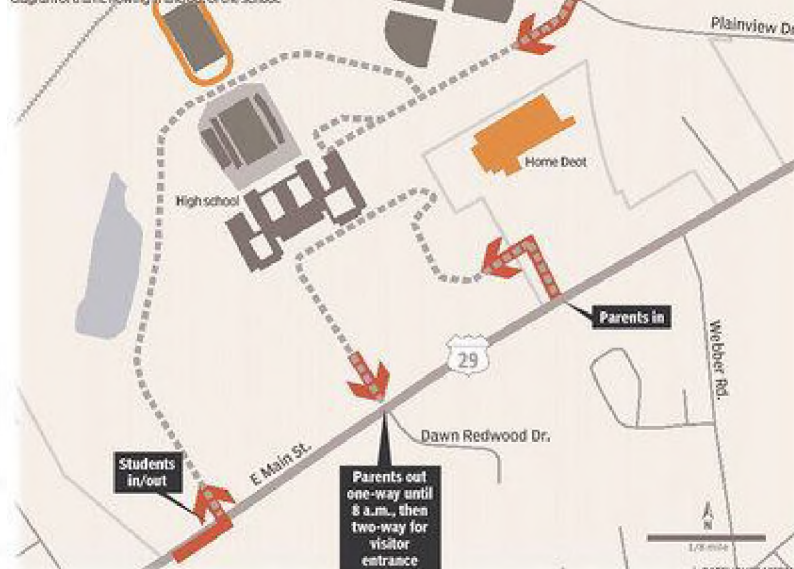 Plainview Dr
Home Deot
High school
Parents in
29
Webber Rd.
Dawn Redwood Dr.
E Main St.
Students
in/out
Parents out
one-way until
8 a.m., then
two-way for
visitor
entrance
N
1/8 mile